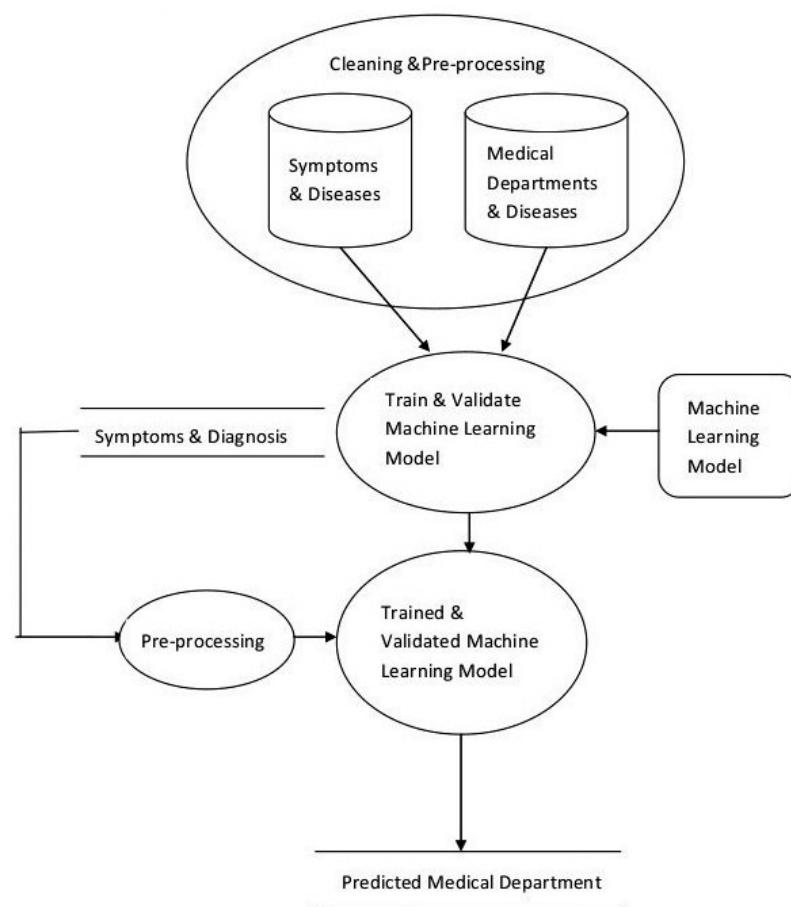 Cleaning &Pre-processing
Symptoms
& Diseases
Medical
Departments
& Diseases
Train & Validate
Machine Learning
Model
Machine
Learning
Model
Symptoms & Diagnosis
Pre-processing
Trained &
Validated Machine
Learning Model
Predicted Medical Department